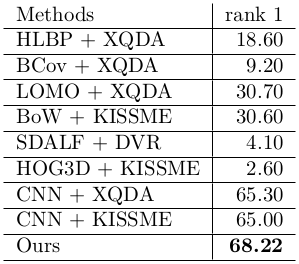 Methods rank 1
HLBP + XQDA 18.60
BCov + XQDA 9.20
LOMO + XQDA 30.70
BoW + KISSME 30.60
SDALF + DVR 4.10
HOG3D + KISSME 2.60
CNN + XQDA 65.30
CNN + KISSME 65.00
Ours 68.22